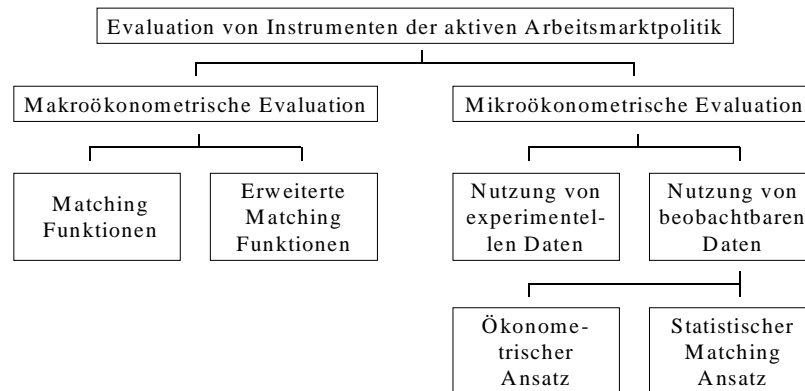 Evaluation von Instrumenten der aktiven Arbeitsmarktpolitik
Makroökonometrische Evaluation
Mikroökonometrische Evaluation
Matching
Funktionen
Erweiterte
Matching
Funktionen
Nutzung von
experimentel-
len Daten
Nutzung von
beobachtbaren
Daten
Ökonome-
trischer
Ansatz
Statistischer
Matching
Ansatz